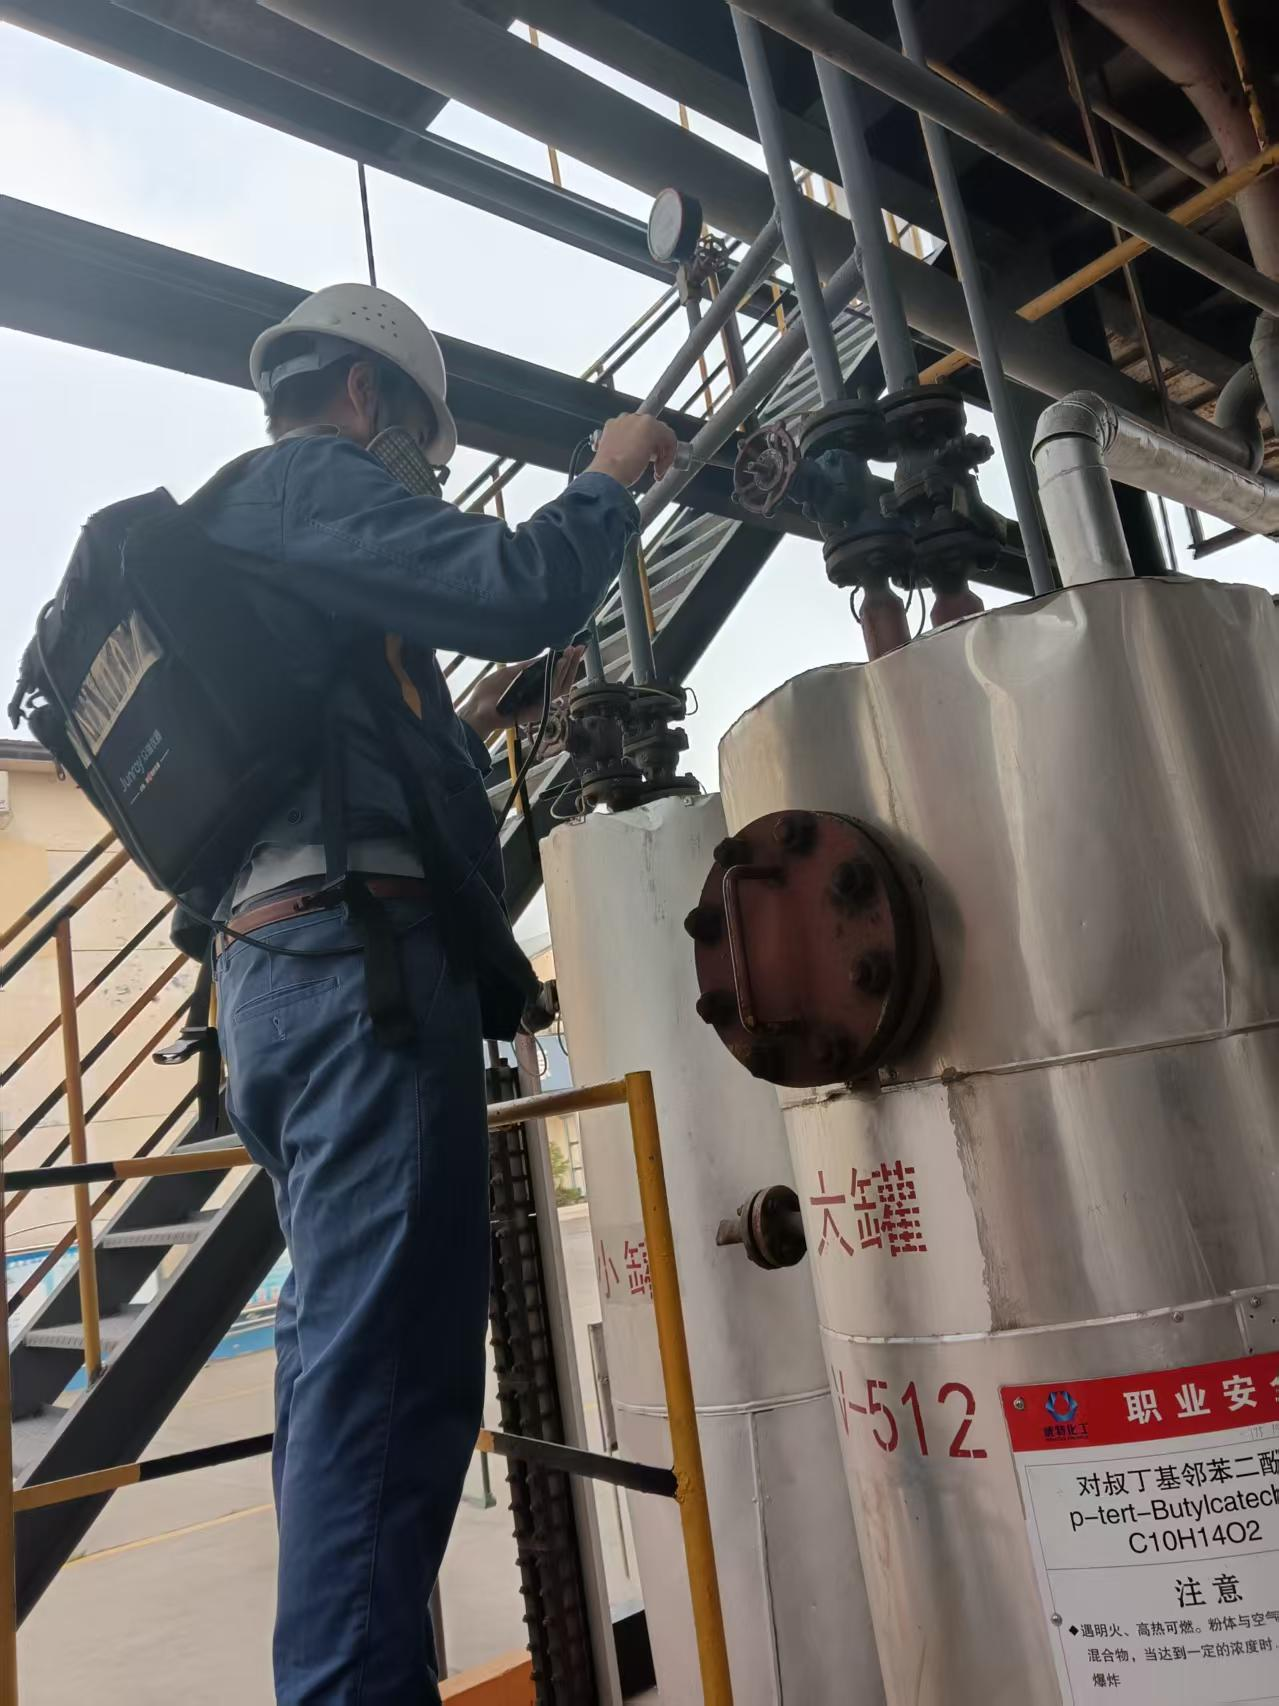 大罐
小罐
V-512
职业安全
对叔丁基邻苯二酚
p-tert-Butylcatech
C10H14O2
注意
◆遇明火、高热可燃。粉体与空气
混合物，当达到一定的浓度时
爆炸
Junray